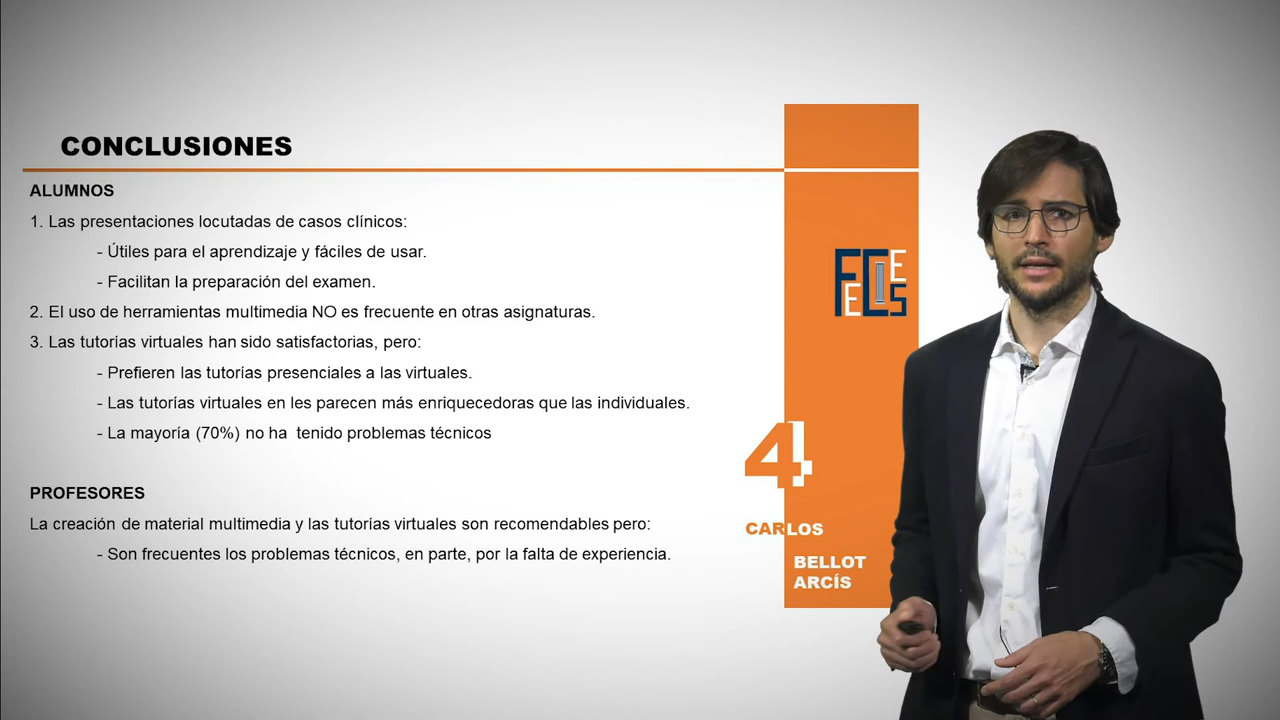 CONCLUSIONES
ALUMNOS
1. Las presentaciones locutadas de casos clínicos:
- Útiles para el aprendizaje y fáciles de usar.
- Facilitan la preparación del examen.
2. El uso de herramientas multimedia NO es frecuente en otras asignaturas.
3. Las tutorías virtuales han sido satisfactorias, pero:
- Prefieren las tutorías presenciales a las virtuales.
- Las tutorías virtuales en les parecen más enriquecedoras que las individuales.
- La mayoría (70%) no ha tenido problemas técnicos
PROFESORES
La creación de material multimedia y las tutorías virtuales son recomendables pero:
- Son frecuentes los problemas técnicos, en parte, por la falta de experiencia.
FECIES
4
CARLOS
BELLOT
ARCÍS